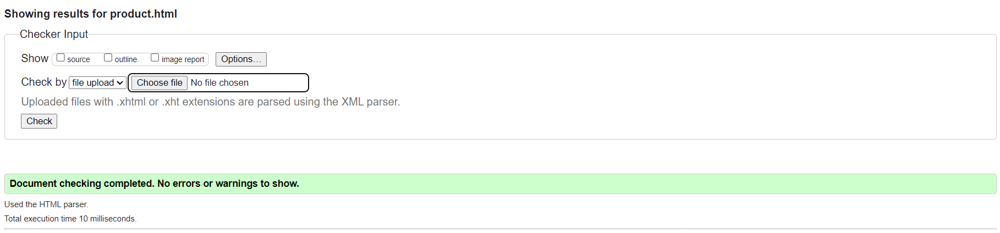 Showing results for product.html
Checker Input
Show source outline image report Options...
Check by file upload Choose file No file chosen
Uploaded files with .xhtml or .xht extensions are parsed using the XML parser.
Check
Document checking completed. No errors or warnings to show.
Used the HTML parser.
Total execution time 10 milliseconds.